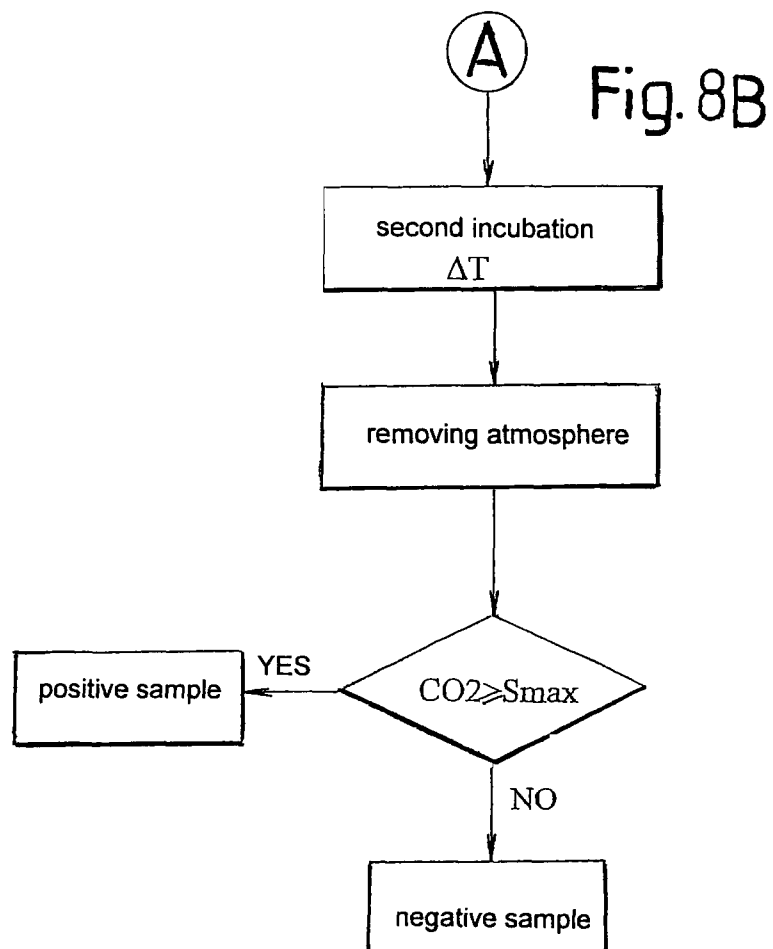 A
Fig. 8B
second incubation
ΔT
removing atmosphere
CO2⩾Smax
YES
positive sample
NO
negative sample